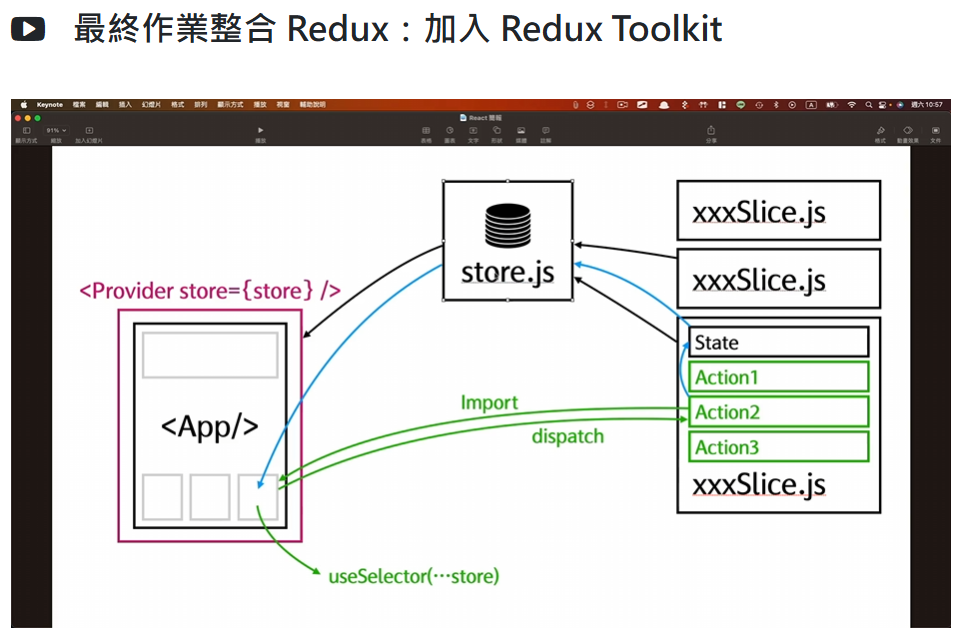 最終作業整合 Redux：加入 Redux Toolkit
Keynote 檔案 編輯 插入 幻燈片 格式 排列 顯示方式 播放 視窗 輔助說明
週六 10:57
React 簡報
91%
顯示方式 縮放 加入幻燈片 播放 表格 圖表 文字 形狀 媒體 註解 分享 格式 動畫效果 文件
store.js
xxxSlice.js
xxxSlice.js
<Provider store={store} />
<App/>
State
Action1
Action2
Action3
xxxSlice.js
Import
dispatch
useSelector(⋯store)